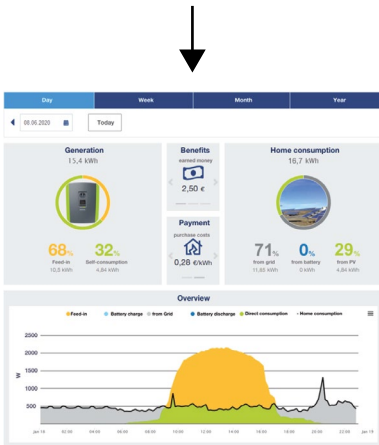 Day Week Month Year
08.06.2020 Today
Generation
15,4 kWh
68% 32%
Feed-in Self-consumption
10,5 kWh 4,84 kWh
Benefits
earned money
2,50 €
Payment
purchase costs
0,28 €/kWh
Home consumption
16,7 kWh
71% 0% 29%
from grid from battery from PV
11,85 kWh 0 kWh 4,84 kWh
Overview
Feed-in Battery charge from Grid Battery discharge Direct consumption - Home consumption
W
2500
2000
1500
1000
500
02:00 04:00 06:00 08:00 10:00 12:00 14:00 16:00 18:00 20:00 22:00